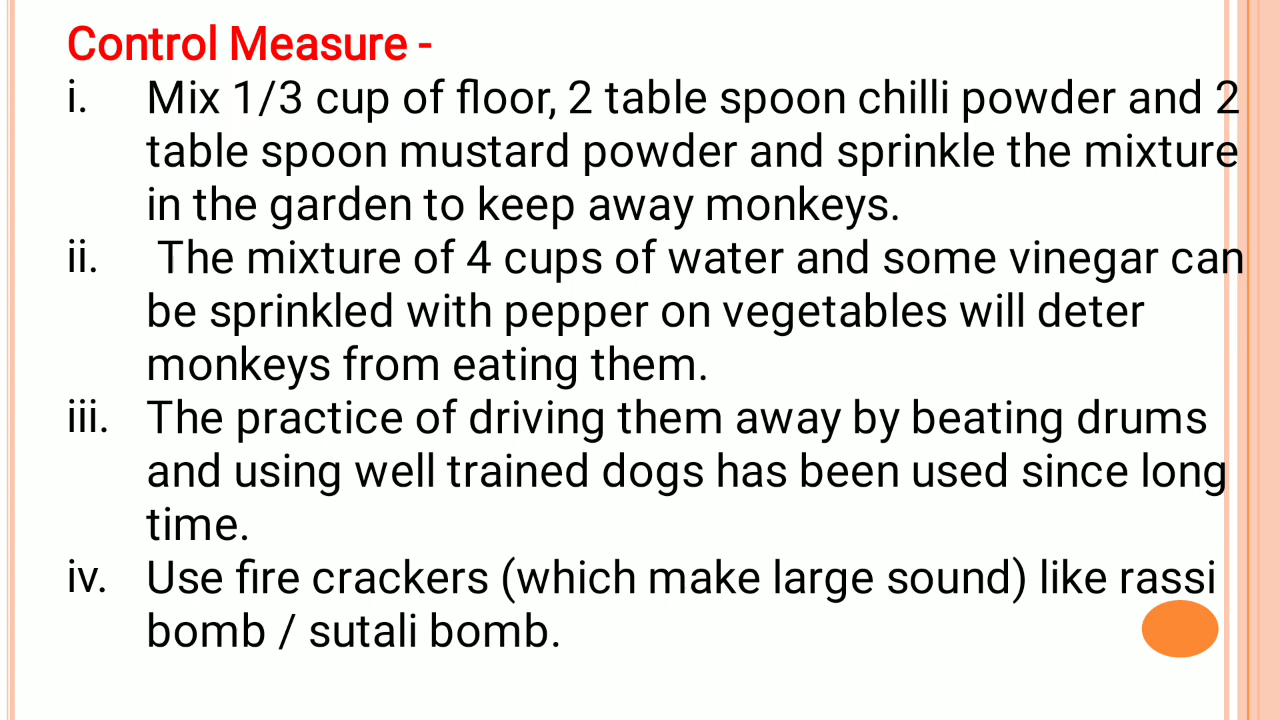 Control Measure -
i. Mix 1/3 cup of floor, 2 table spoon chilli powder and 2
table spoon mustard powder and sprinkle the mixture
in the garden to keep away monkeys.
ii. The mixture of 4 cups of water and some vinegar can
be sprinkled with pepper on vegetables will deter
monkeys from eating them.
iii. The practice of driving them away by beating drums
and using well trained dogs has been used since long
time.
iv. Use fire crackers (which make large sound) like rassi
bomb / sutali bomb.